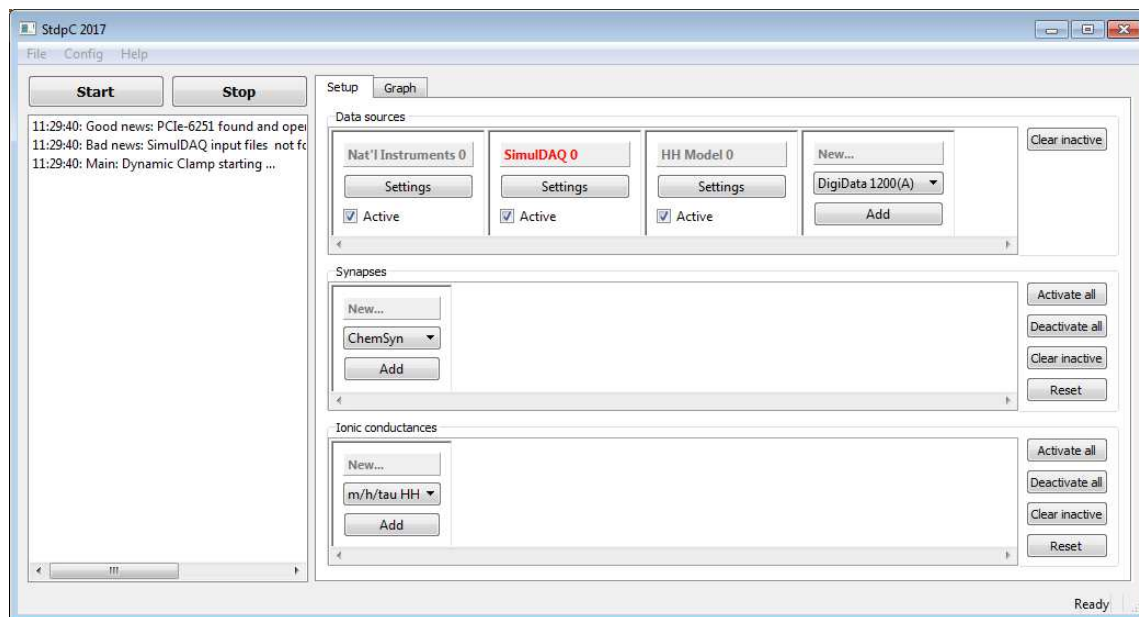 StdpC 2017
File Config Help
Start Stop
11:29:40: Good news: PCIe-6251 found and ope
11:29:40: Bad news: SimulDAQ input files not fo
11:29:40: Main: Dynamic Clamp starting ...
Setup Graph
Data sources
Nat'l Instruments 0 SimulDAQ 0 HH Model 0 New...
Settings Settings Settings DigiData 1200(A)
Active Active Active Add
Clear inactive
Synapses
New...
ChemSyn
Add
Activate all
Deactivate all
Clear inactive
Reset
Ionic conductances
New...
m/h/tau HH
Add
Activate all
Deactivate all
Clear inactive
Reset
Ready